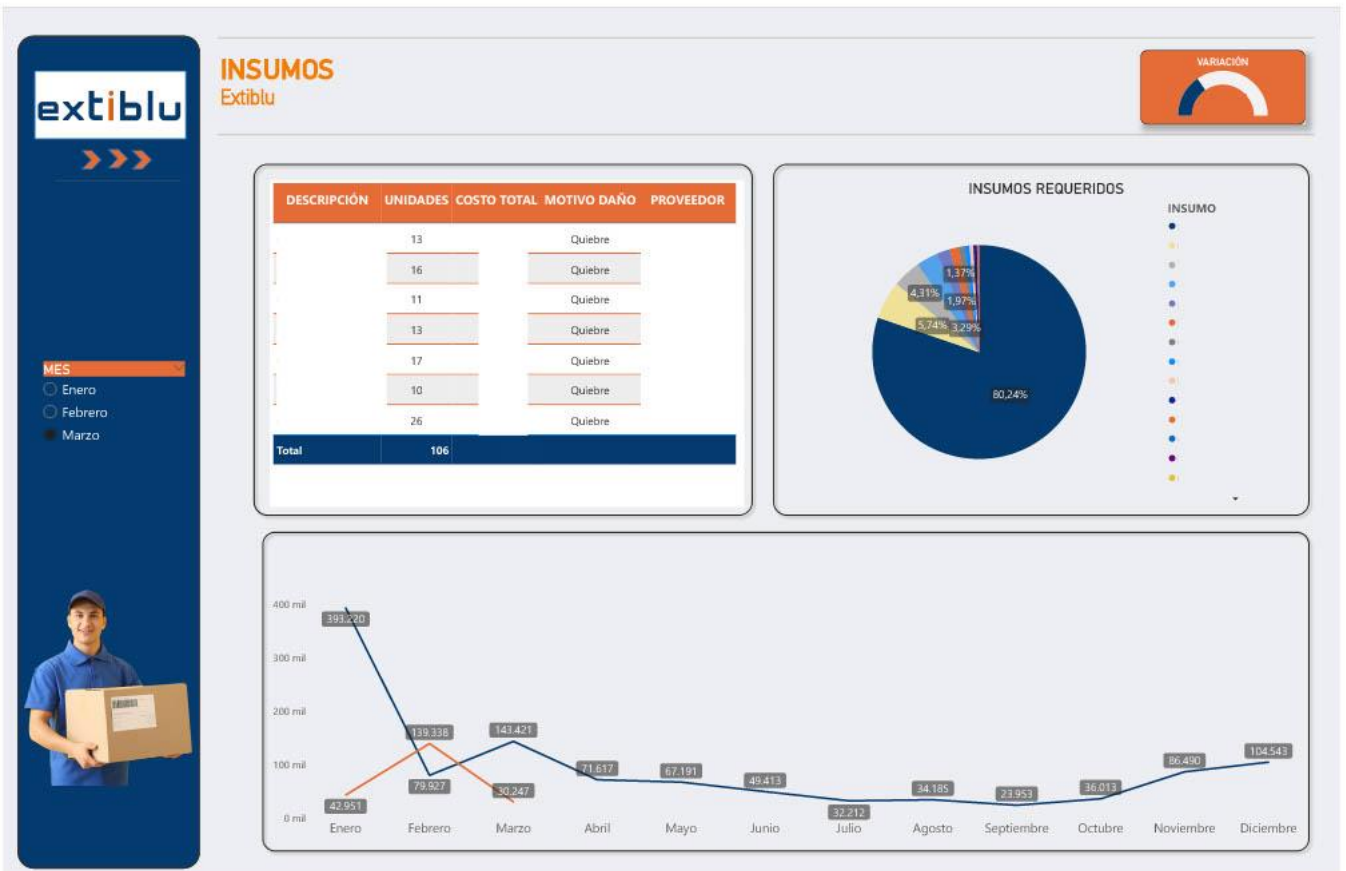 extiblu
INSUMOS
Extiblu
VARIACIÓN
MES
Enero
Febrero
Marzo
DESCRIPCIÓN UNIDADES COSTO TOTAL MOTIVO DAÑO PROVEEDOR
13 Quiebre
16 Quiebre
11 Quiebre
13 Quiebre
17 Quiebre
10 Quiebre
26 Quiebre
Total 106
INSUMOS REQUERIDOS
INSUMO
1,37%
4,31% 1,97%
5,74% 3,29%
80,24%
400 mil
300 mil
200 mil
100 mil
0 mil
393.220
139.338 143.421
79.927 30.247
42.951
71.617
67.191
49.413
32.212
34.185
23.953
36.013
86.490
104.543
Enero Febrero Marzo Abril Mayo Junio Julio Agosto Septiembre Octubre Noviembre Diciembre